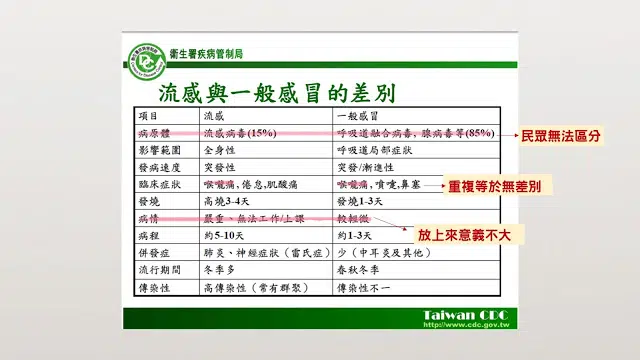 衛生署疾病管制局
流感與一般感冒的差別
項目 流感 一般感冒
病原體 流感病毒(15%) 呼吸道融合病毒, 腺病毒等(85%)
民眾無法區分
影響範圍 全身性 呼吸道局部症狀
發病速度 突發性 突發/漸進性
臨床症狀 喉嚨痛, 倦怠, 肌酸痛 喉嚨痛, 噴嚏, 鼻塞
重複等於無差別
發燒 高燒3-4天 發燒1-3天
病情 嚴重、無法工作/上課 較輕微
放上來意義不大
病程 約5-10天 約1-3天
併發症 肺炎、神經症狀（雷氏症） 少（中耳炎及其他）
流行期間 冬季多 春秋冬季
傳染性 高傳染性（常有群聚） 傳染性不一
Taiwan CDC
http://www.cdc.gov.tw